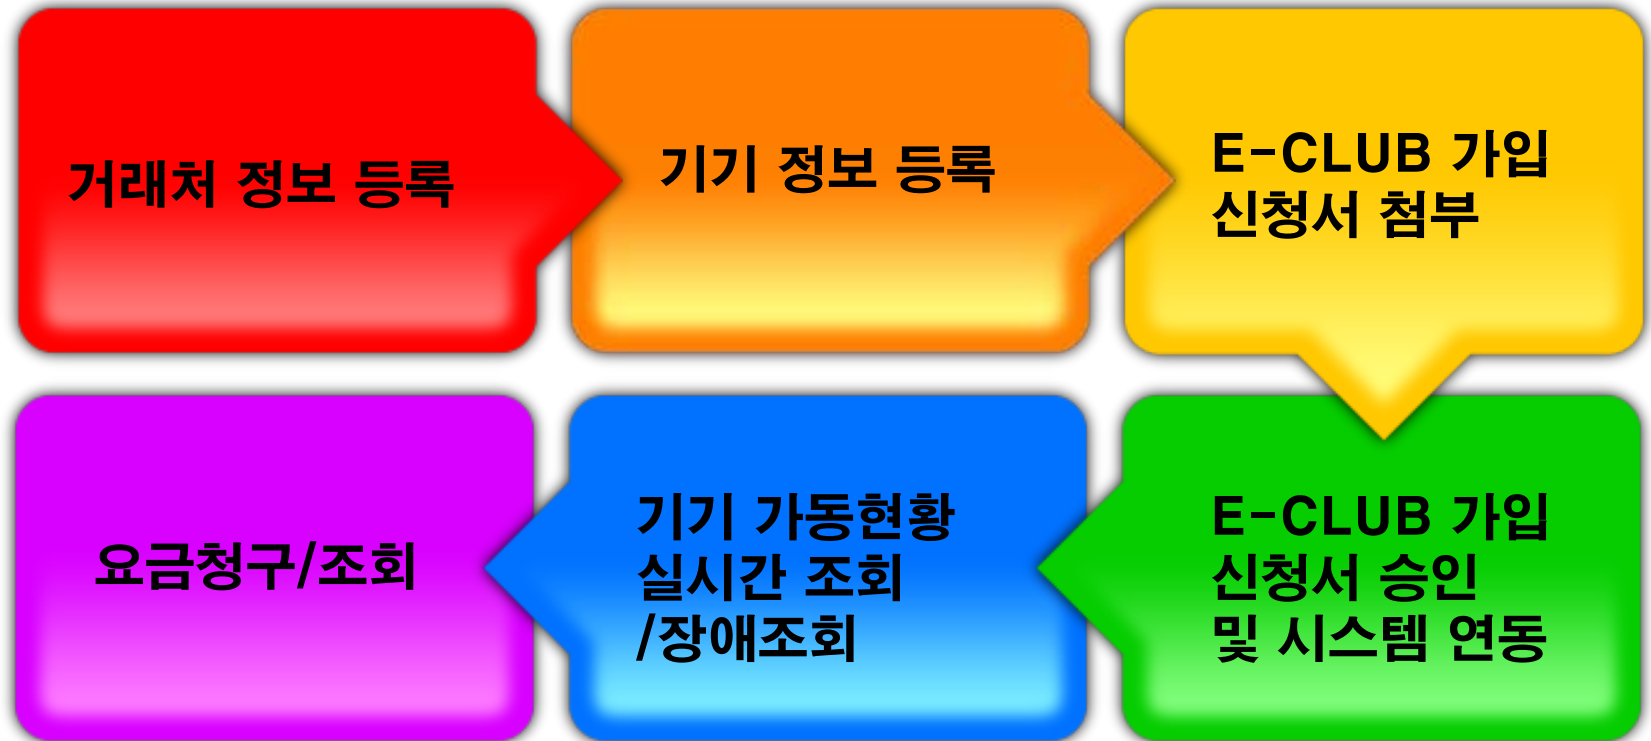 거래처 정보 등록
기기 정보 등록
E-CLUB 가입
신청서 첨부
E-CLUB 가입
신청서 승인
및 시스템 연동
기기 가동현황
실시간 조회
/장애조회
요금청구/조회